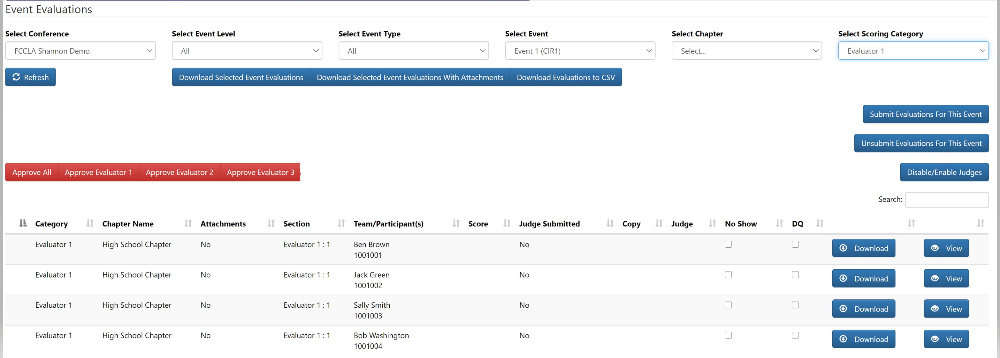 Event Evaluations
Select Conference Select Event Level Select Event Type Select Event Select Chapter Select Scoring Category
FCCLA Shannon Demo All All Event 1 (CIR1) Select... Evaluator 1
Refresh Download Selected Event Evaluations Download Selected Event Evaluations With Attachments Download Evaluations to CSV
Submit Evaluations For This Event
Unsubmit Evaluations For This Event
Approve All Approve Evaluator 1 Approve Evaluator 2 Approve Evaluator 3 Disable/Enable Judges
Search:
Category Chapter Name Attachments Section Team/Participant(s) Score Judge Submitted Copy Judge No Show DQ
Evaluator 1 High School Chapter No Evaluator 1 : 1 Ben Brown No Download View
1001001
Evaluator 1 High School Chapter No Evaluator 1 : 1 Jack Green No Download View
1001002
Evaluator 1 High School Chapter No Evaluator 1 : 1 Sally Smith No Download View
1001003
Evaluator 1 High School Chapter No Evaluator 1 : 1 Bob Washington No Download View
1001004